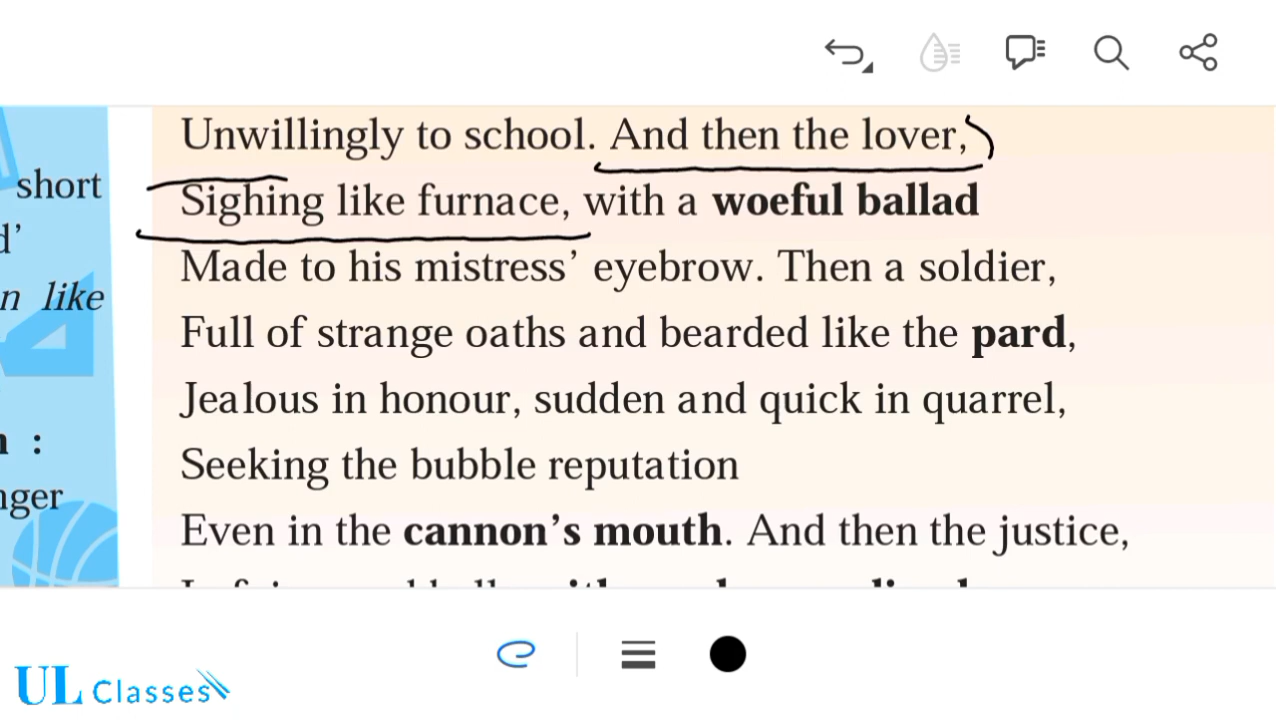 Unwillingly to school. And then the lover,
short
Sighing like furnace, with a woeful ballad
d’
Made to his mistress’ eyebrow. Then a soldier,
n like
Full of strange oaths and bearded like the pard,
Jealous in honour, sudden and quick in quarrel,
n :
Seeking the bubble reputation
nger
Even in the cannon’s mouth. And then the justice,
UL Classes